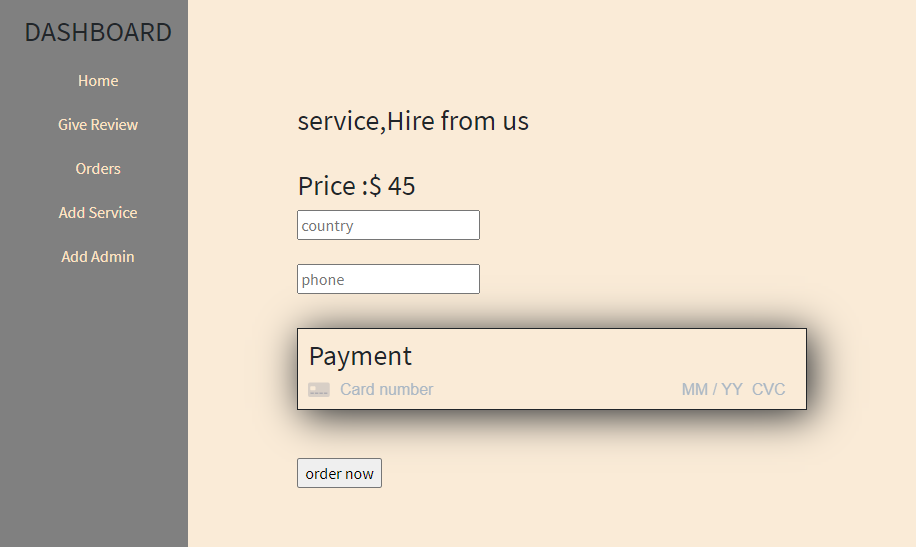 DASHBOARD
Home
Give Review
Orders
Add Service
Add Admin
service,Hire from us
Price :$ 45
country
phone
Payment
Card number MM / YY CVC
order now